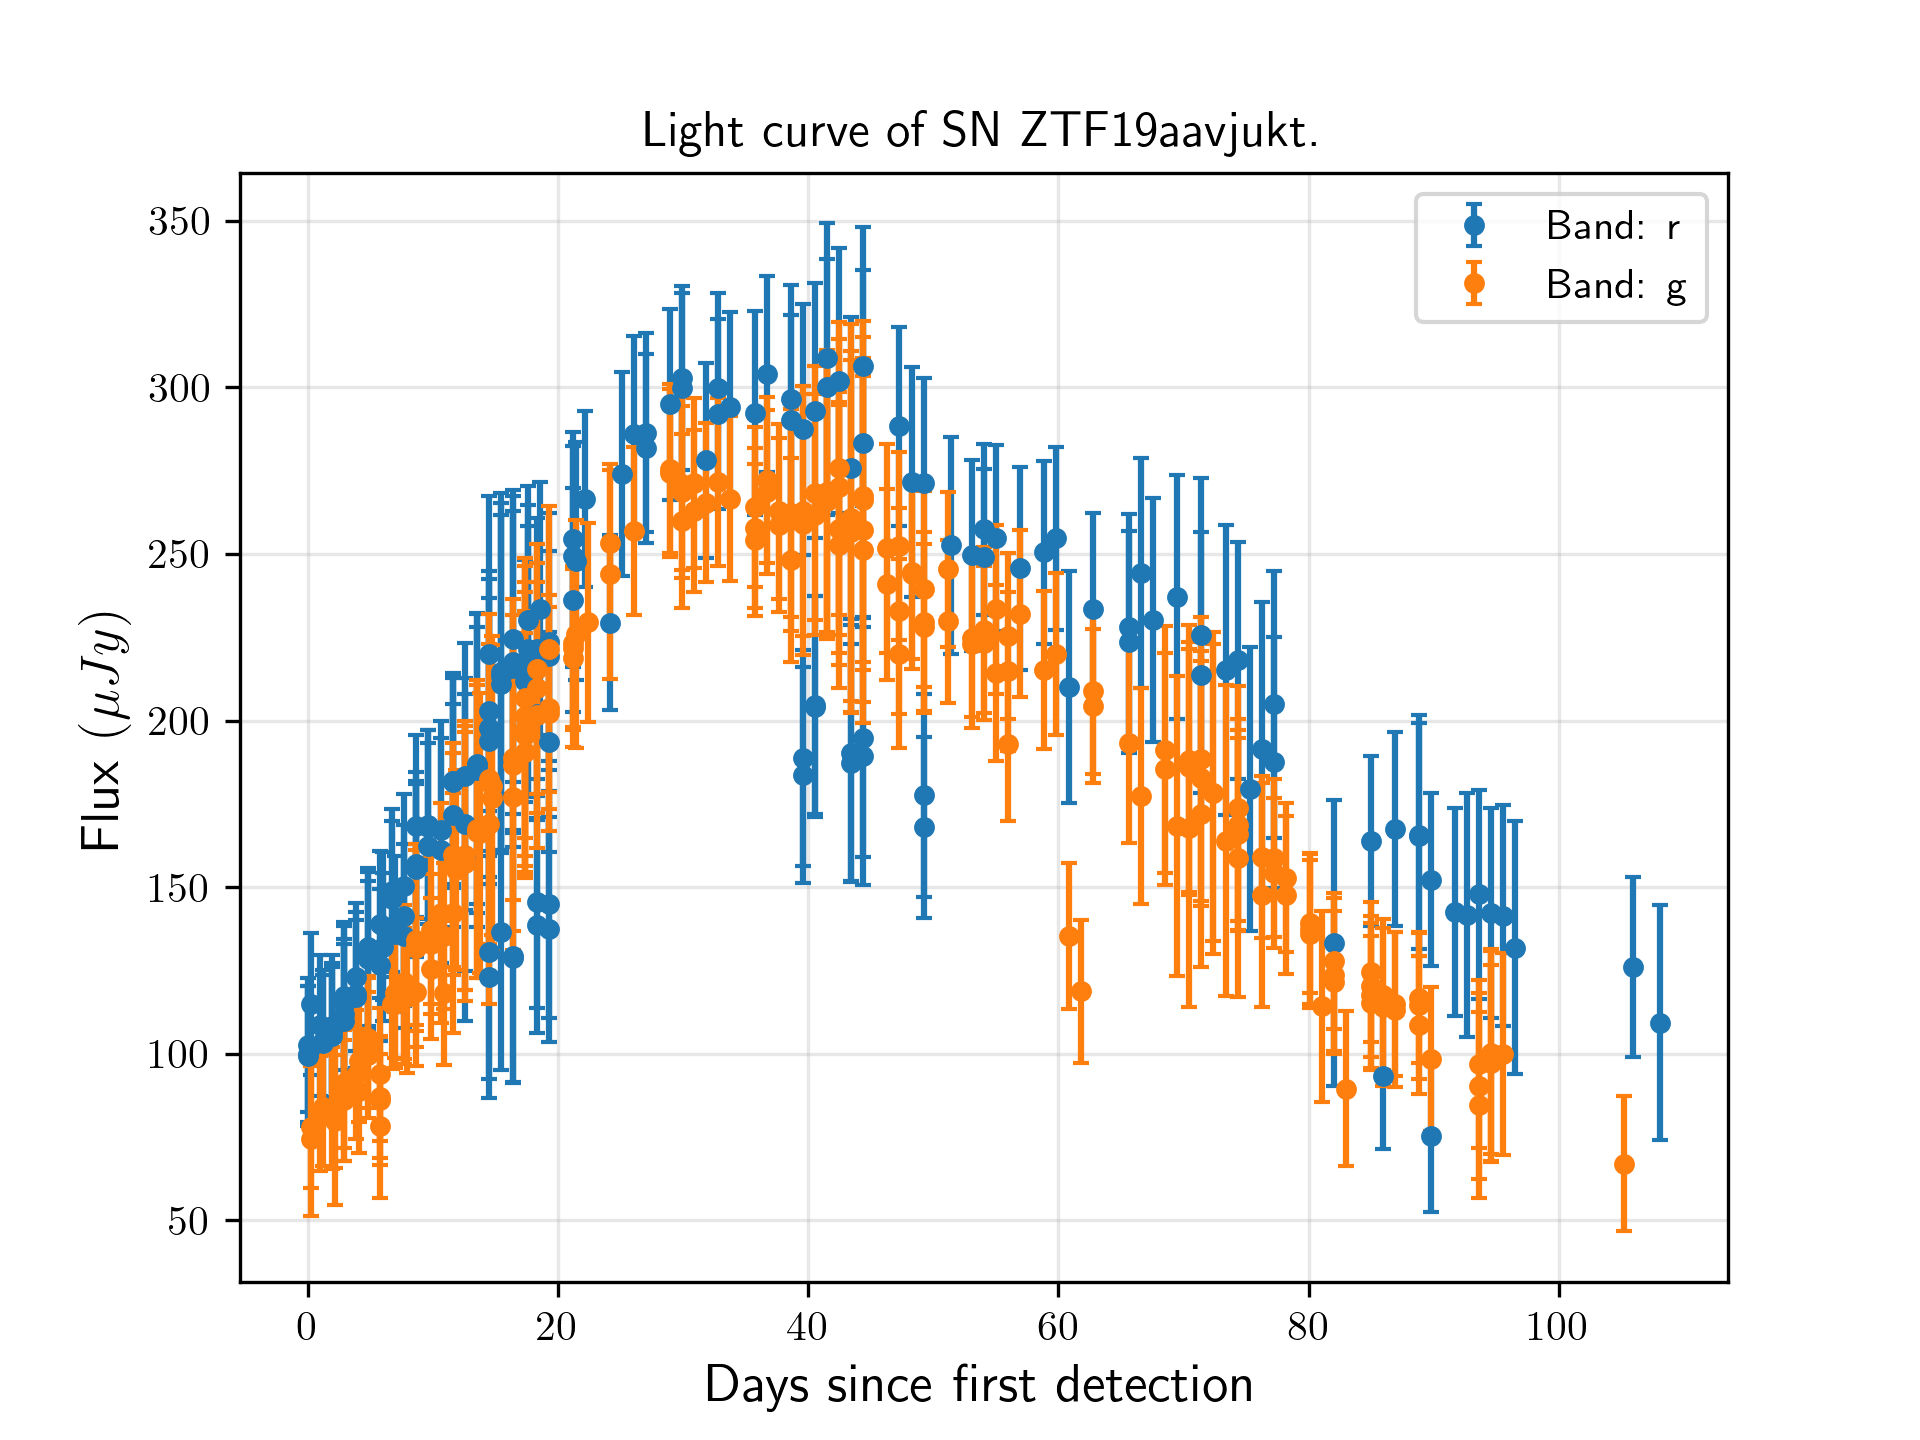 Light curve of SN ZTF19aavjukt.
Band: r
Band: g
Flux (μJy)
350
300
250
200
150
100
50
0 20 40 60 80 100
Days since first detection